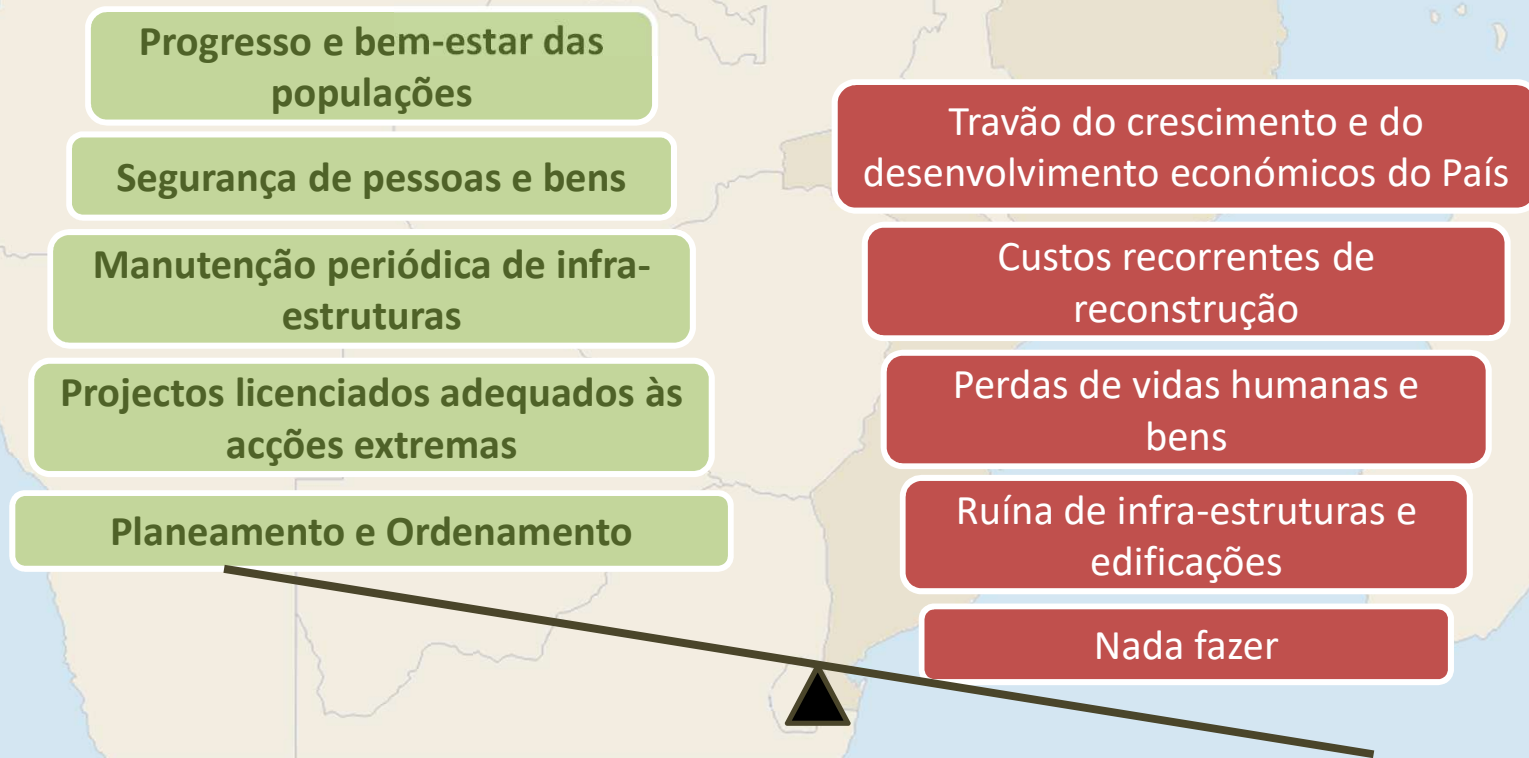 Progresso e bem-estar das
populações
Segurança de pessoas e bens
Manutenção periódica de infra-
estruturas
Projectos licenciados adequados às
acções extremas
Planeamento e Ordenamento
Travão do crescimento e do
desenvolvimento económicos do País
Custos recorrentes de
reconstrução
Perdas de vidas humanas e
bens
Ruína de infra-estruturas e
edificações
Nada fazer